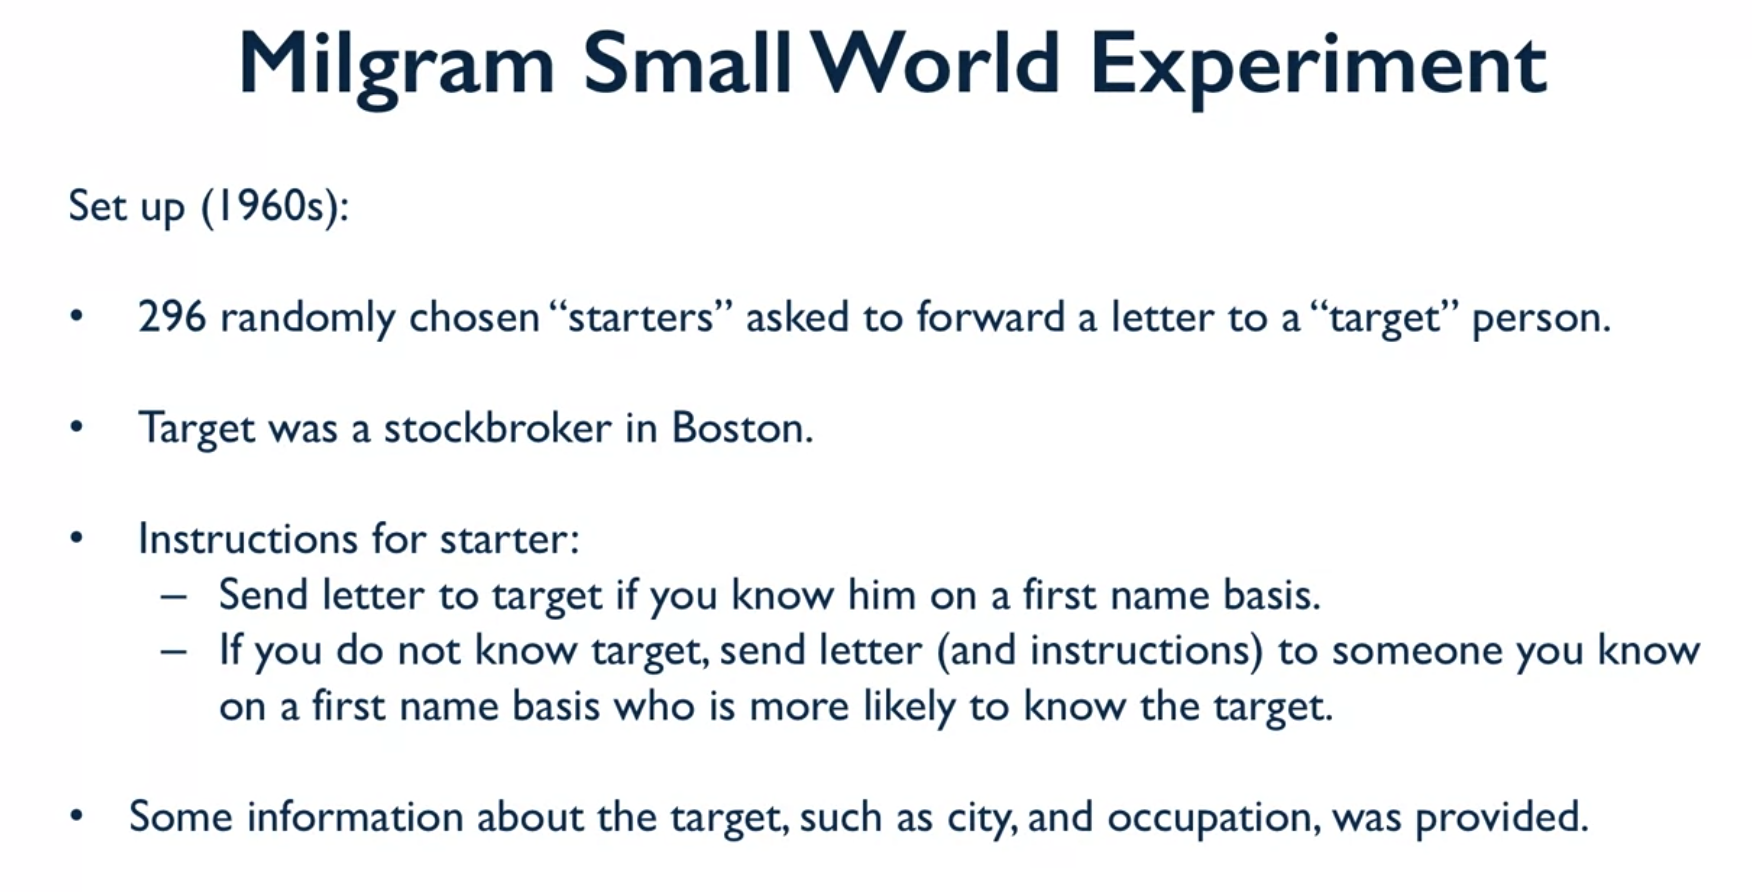 Milgram Small World Experiment
Set up (1960s):
• 296 randomly chosen “starters” asked to forward a letter to a “target” person.
• Target was a stockbroker in Boston.
• Instructions for starter:
– Send letter to target if you know him on a first name basis.
– If you do not know target, send letter (and instructions) to someone you know
on a first name basis who is more likely to know the target.
• Some information about the target, such as city, and occupation, was provided.